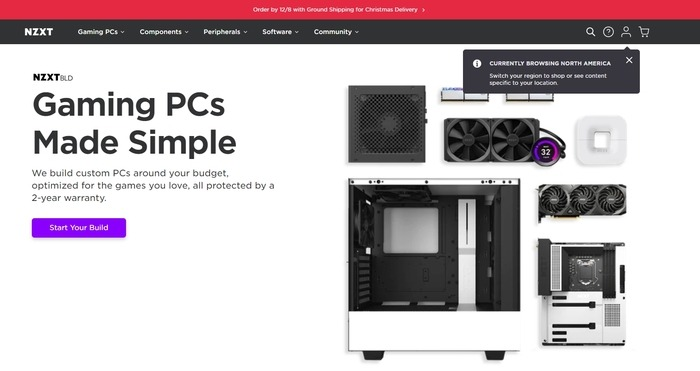 Order by 12/8 with Ground Shipping for Christmas Delivery
NZXT
Gaming PCs
Components
Peripherals
Software
Community
CURRENTLY BROWSING NORTH AMERICA
Switch your region to shop or see content
specific to your location.
NZXT BLD
Gaming PCs
Made Simple
We build custom PCs around your budget,
optimized for the games you love, all protected by a
2-year warranty.
Start Your Build
32